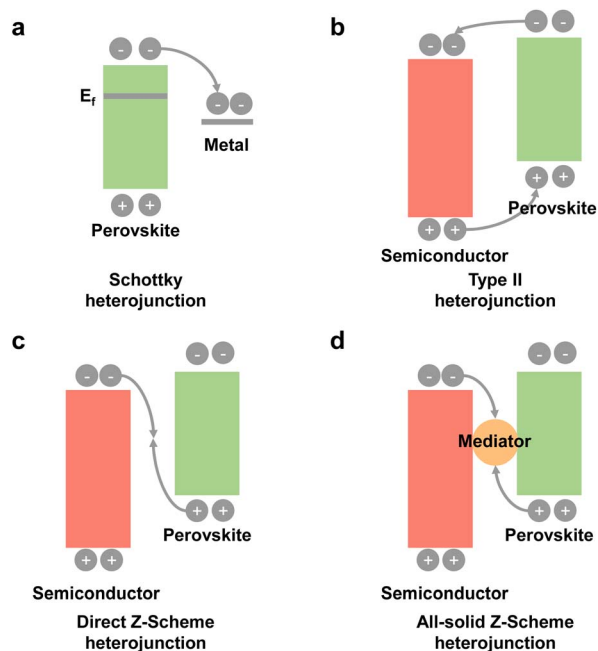 a
- -
E_f
- -
Metal
+ +
Perovskite
Schottky
heterojunction
b
- -
- -
+ +
Perovskite
+ +
Semiconductor
Type II
heterojunction
c
- -
- -
+ +
Perovskite
+ +
Semiconductor
Direct Z-Scheme
heterojunction
d
- -
- -
Mediator
+ +
Perovskite
+ +
Semiconductor
All-solid Z-Scheme
heterojunction